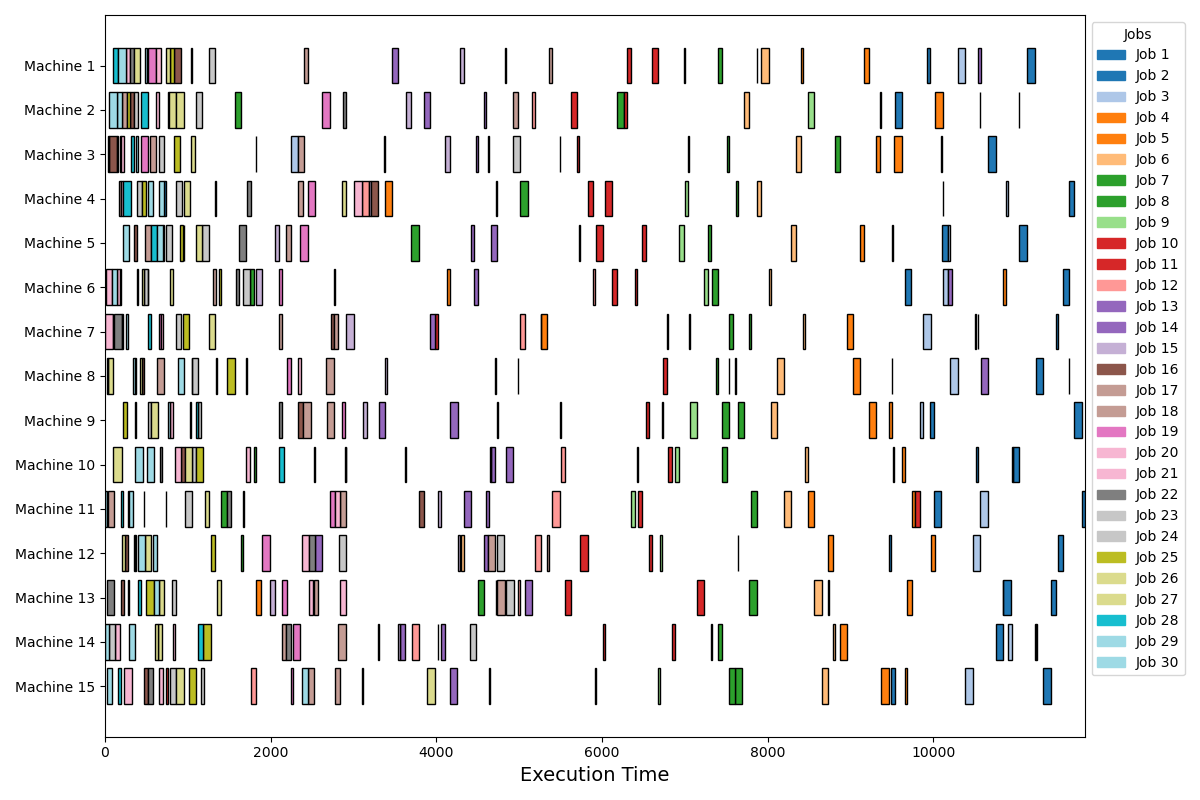 Machine 1
Machine 2
Machine 3
Machine 4
Machine 5
Machine 6
Machine 7
Machine 8
Machine 9
Machine 10
Machine 11
Machine 12
Machine 13
Machine 14
Machine 15
0 2000 4000 6000 8000 10000
Execution Time
Jobs
Job 1
Job 2
Job 3
Job 4
Job 5
Job 6
Job 7
Job 8
Job 9
Job 10
Job 11
Job 12
Job 13
Job 14
Job 15
Job 16
Job 17
Job 18
Job 19
Job 20
Job 21
Job 22
Job 23
Job 24
Job 25
Job 26
Job 27
Job 28
Job 29
Job 30